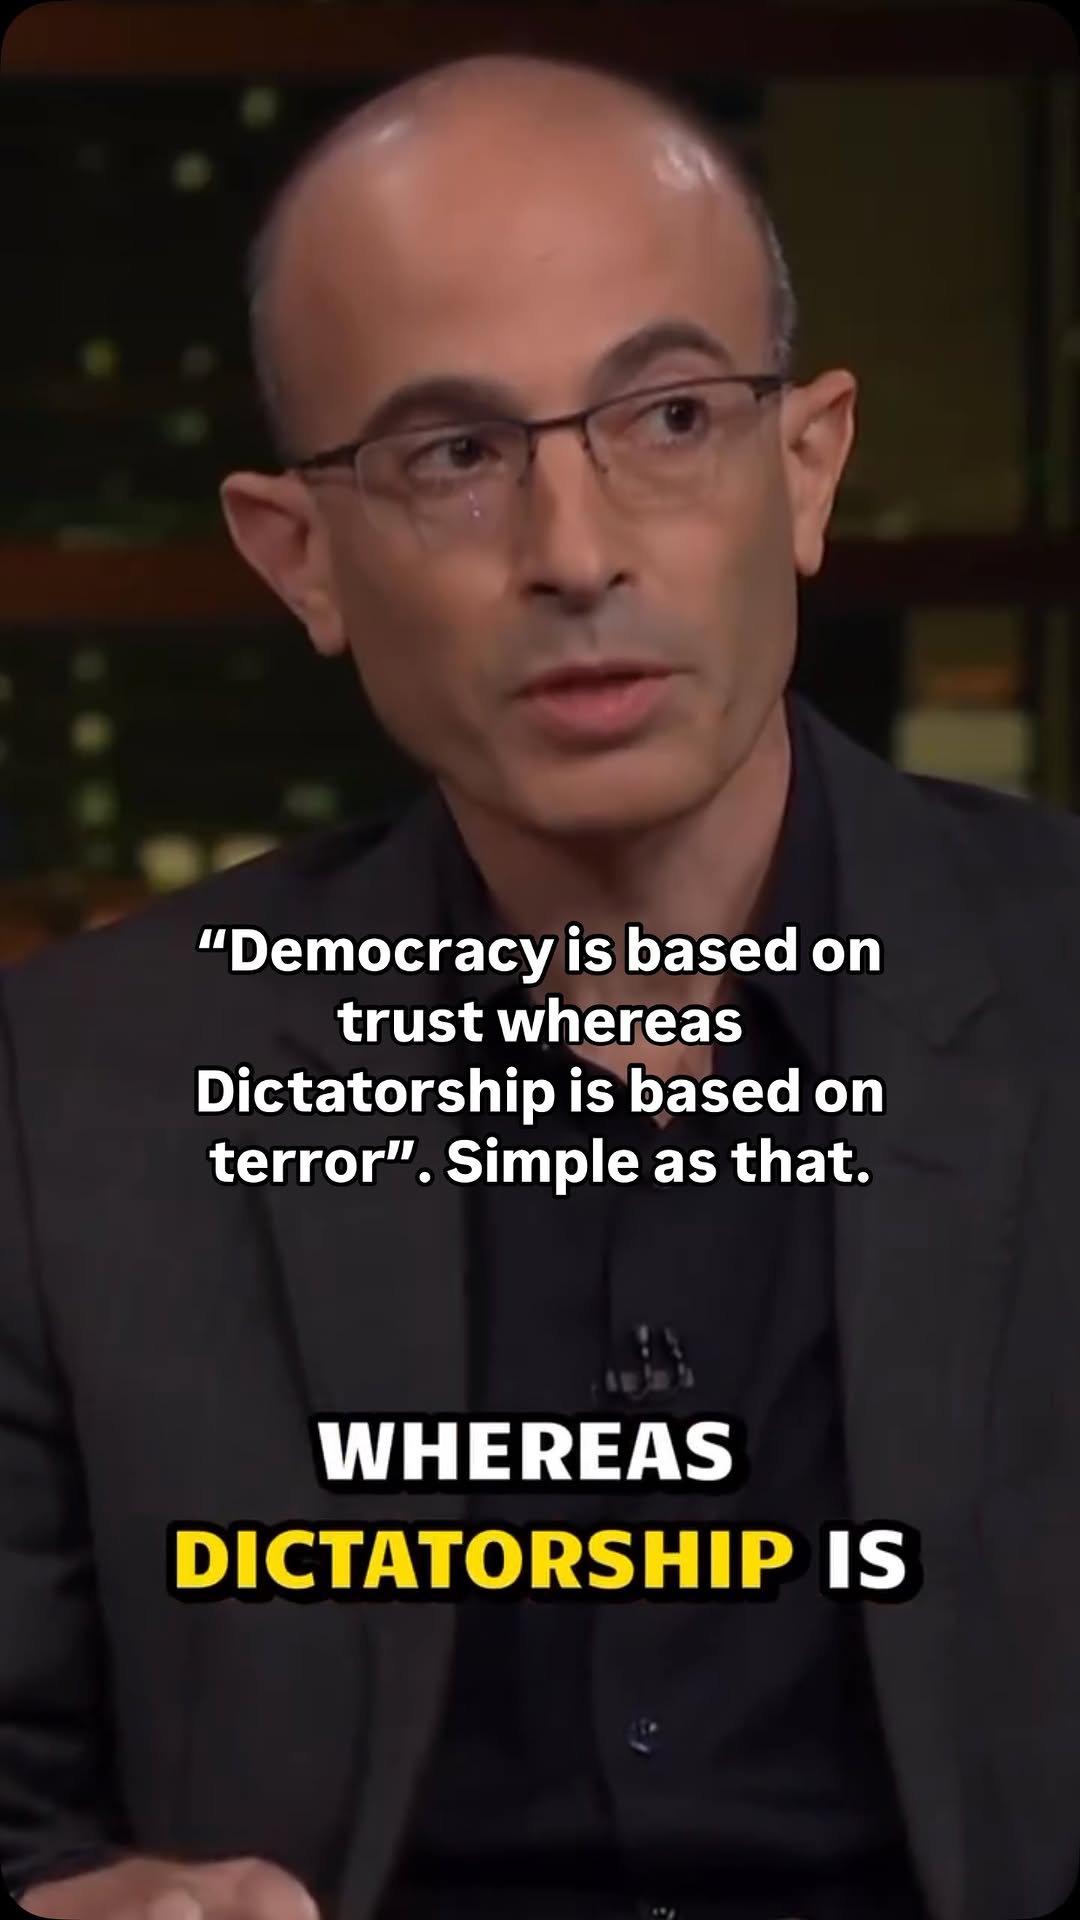 “Democracy is based on
trust whereas
Dictatorship is based on
terror”. Simple as that.
WHEREAS
DICTATORSHIP IS